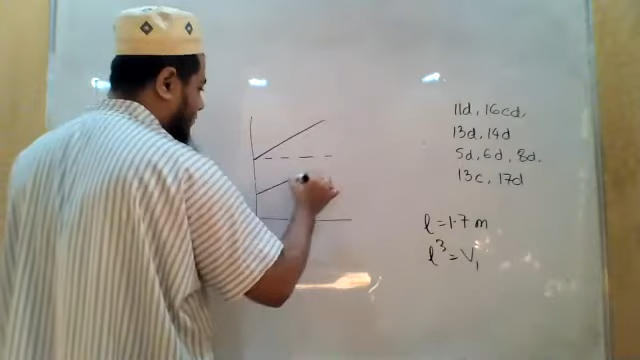 11d, 16cd,
13d, 14d
5d, 6d, 8d.
13c, 17d
l = 1.7 m
l³ = V₁